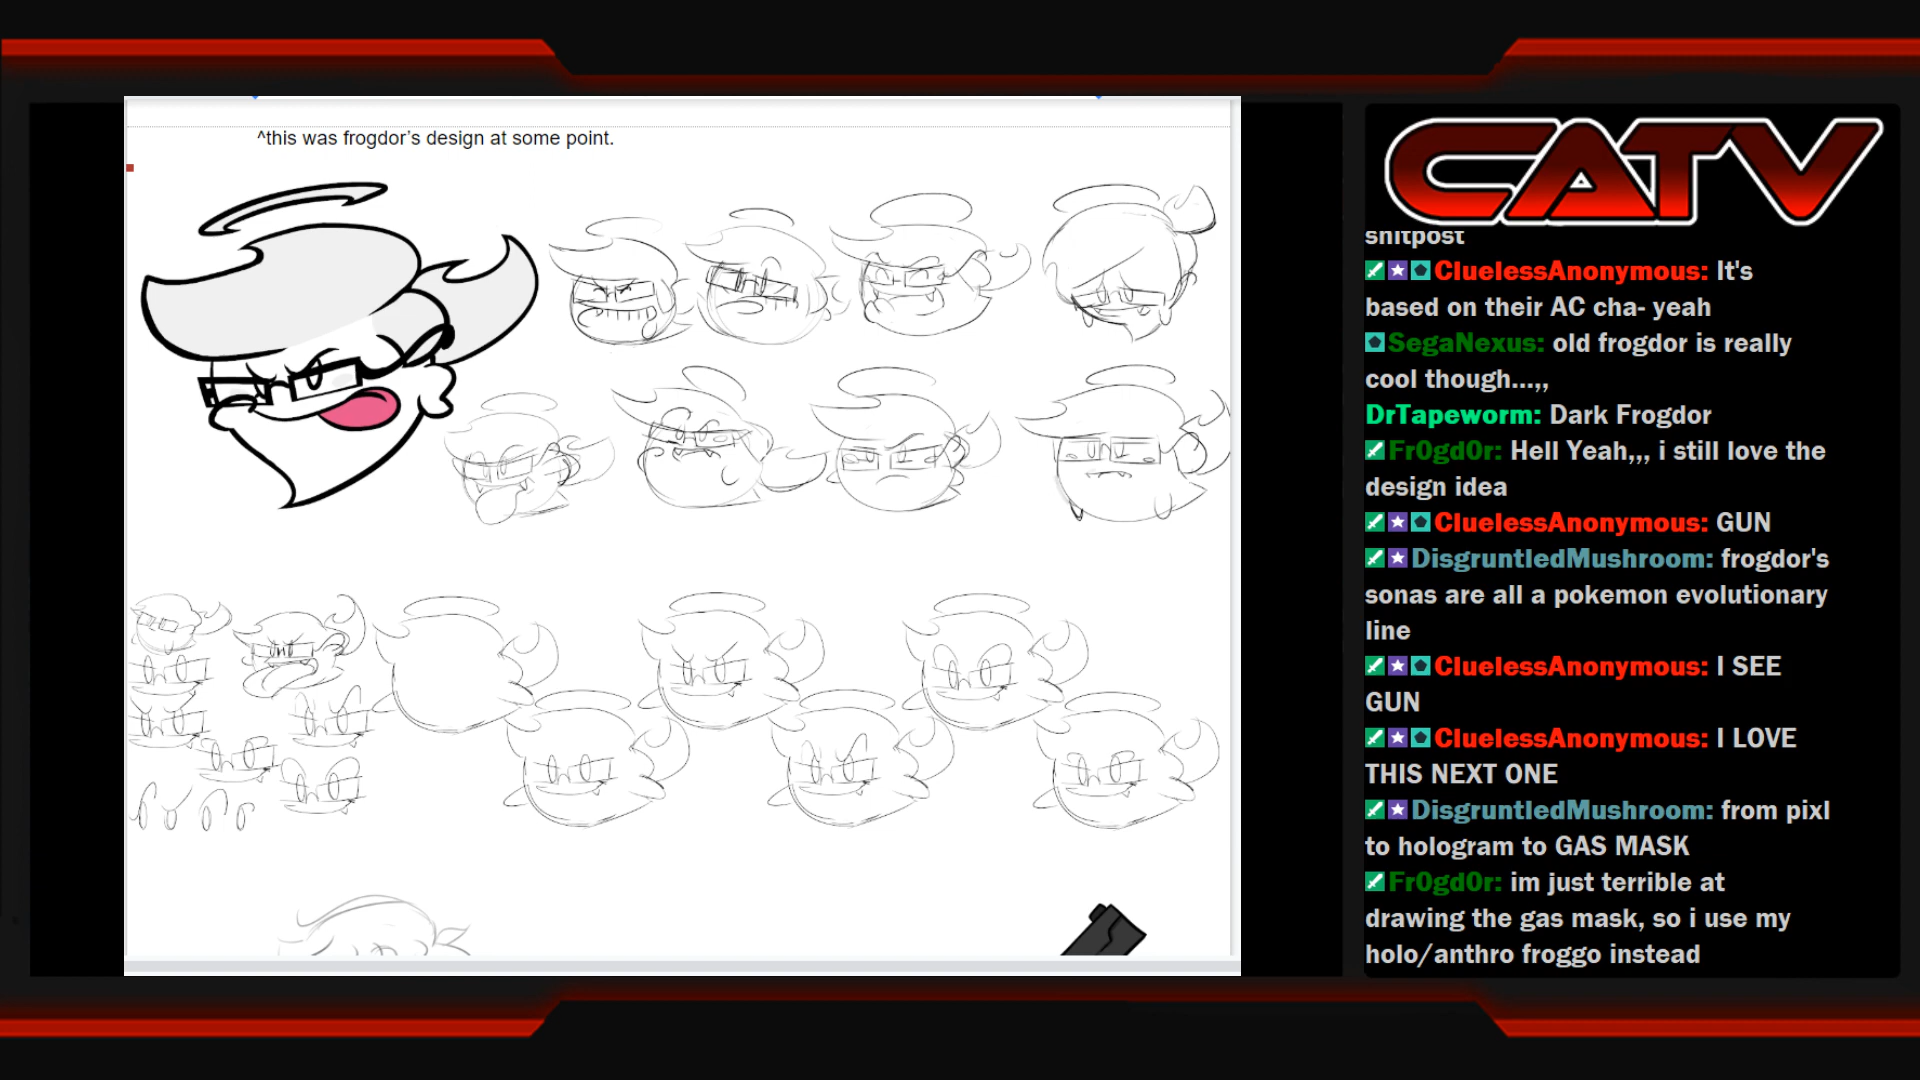 ^this was frogdor’s design at some point.
CATV
shitpost
CluelessAnonymous: It's
based on their AC cha- yeah
SegaNexus: old frogdor is really
cool though...,,
DrTapeworm: Dark Frogdor
Fr0gd0r: Hell Yeah,,, i still love the
design idea
CluelessAnonymous: GUN
DisgruntledMushroom: frogdor's
sonas are all a pokemon evolutionary
line
CluelessAnonymous: I SEE
GUN
CluelessAnonymous: I LOVE
THIS NEXT ONE
DisgruntledMushroom: from pixl
to hologram to GAS MASK
Fr0gd0r: im just terrible at
drawing the gas mask, so i use my
holo/anthro froggo instead